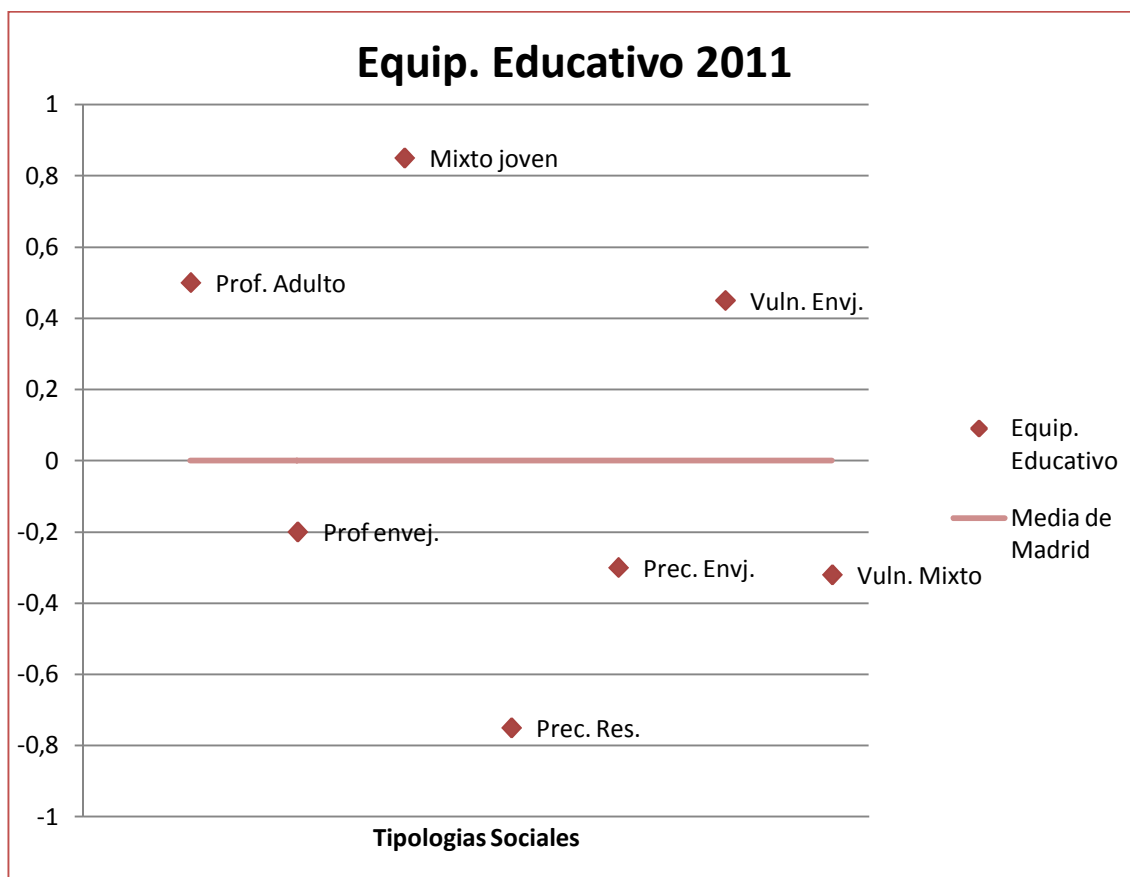 Equip. Educativo 2011
1
0,8
0,6
0,4
0,2
0
-0,2
-0,4
-0,6
-0,8
-1
Mixto joven
Prof. Adulto
Vuln. Envj.
Prof envej.
Prec. Envj.
Vuln. Mixto
Prec. Res.
Tipologias Sociales
Equip.
Educativo
Media de
Madrid